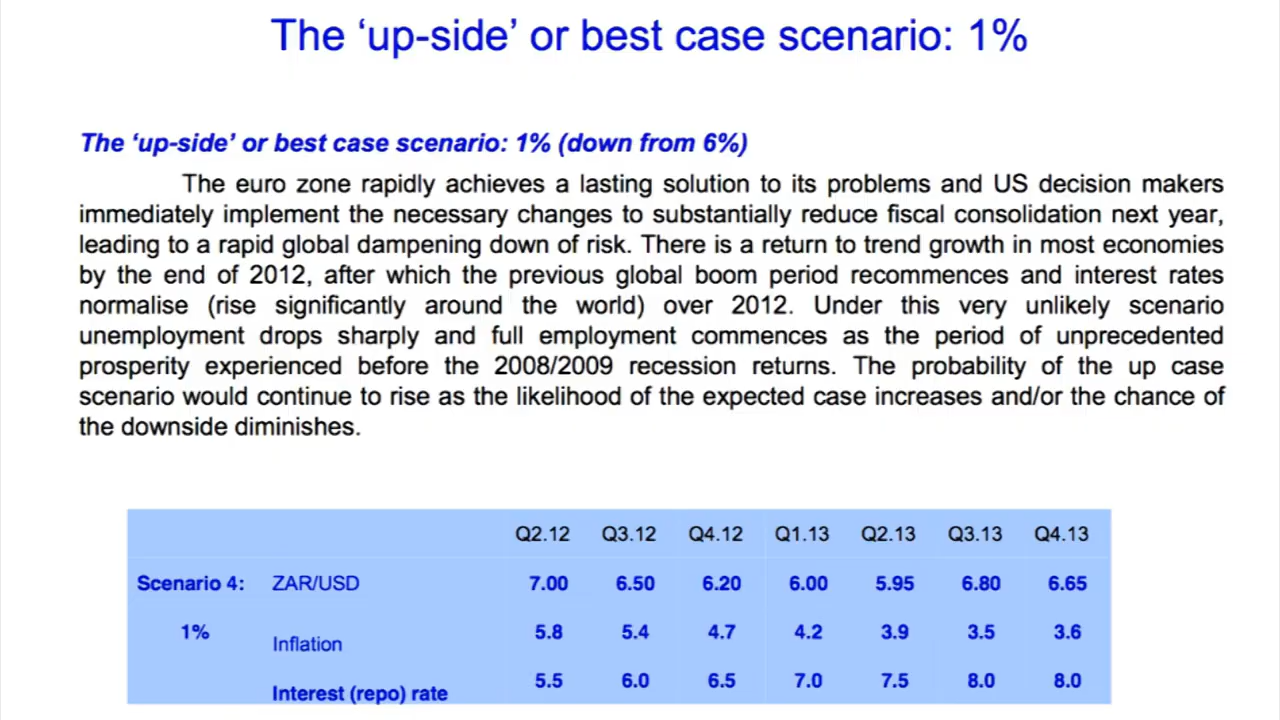 The ‘up-side’ or best case scenario: 1%
The ‘up-side’ or best case scenario: 1% (down from 6%)
The euro zone rapidly achieves a lasting solution to its problems and US decision makers
immediately implement the necessary changes to substantially reduce fiscal consolidation next year,
leading to a rapid global dampening down of risk. There is a return to trend growth in most economies
by the end of 2012, after which the previous global boom period recommences and interest rates
normalise (rise significantly around the world) over 2012. Under this very unlikely scenario
unemployment drops sharply and full employment commences as the period of unprecedented
prosperity experienced before the 2008/2009 recession returns. The probability of the up case
scenario would continue to rise as the likelihood of the expected case increases and/or the chance of
the downside diminishes.
Q2.12 Q3.12 Q4.12 Q1.13 Q2.13 Q3.13 Q4.13
Scenario 4: ZAR/USD 7.00 6.50 6.20 6.00 5.95 6.80 6.65
1% Inflation 5.8 5.4 4.7 4.2 3.9 3.5 3.6
Interest (repo) rate 5.5 6.0 6.5 7.0 7.5 8.0 8.0